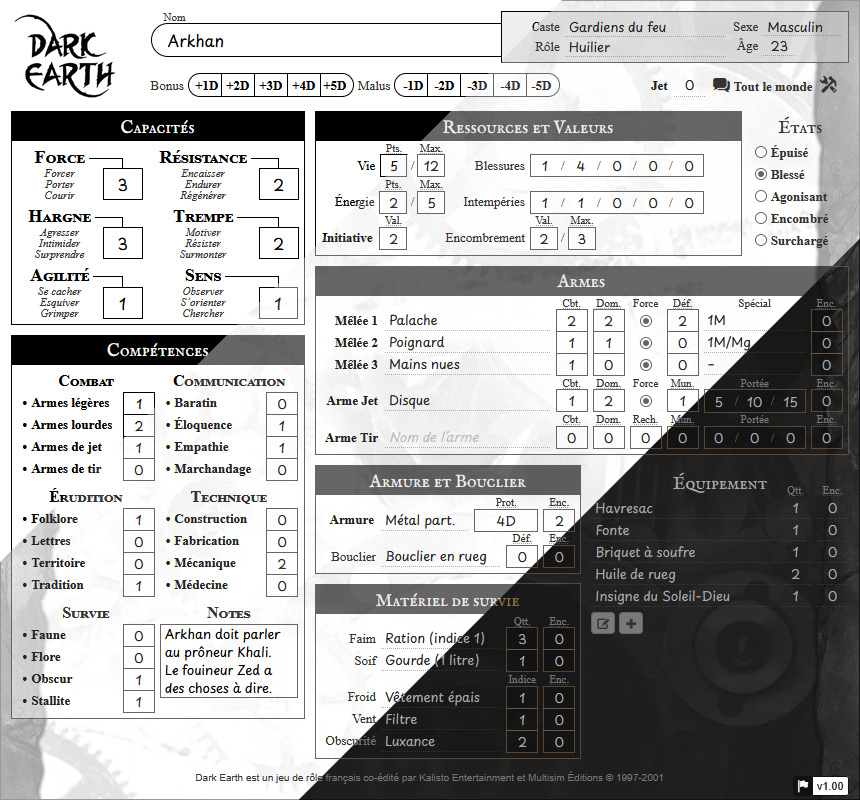 DARK EARTH
Nom
Arkhan
Caste Gardiens du feu Sexe Masculin
Rôle Huilier Âge 23
Bonus +1D +2D +3D +4D +5D Malus -1D -2D -3D -4D -5D Jet 0 Tout le monde
Capacités
Force
Forcer
Porter
Courir
3
Résistance
Encaisser
Endurer
Régénérer
2
Hargne
Agresser
Intimider
Surprendre
3
Trempe
Motiver
Résister
Surmonter
2
Agilité
Se cacher
Esquiver
Grimper
1
Sens
Observer
S'orienter
Chercher
1
Compétences
Combat
• Armes légères 1
• Armes lourdes 2
• Armes de jet 1
• Armes de tir 0
Communication
• Baratin 0
• Éloquence 1
• Empathie 1
• Marchandage 0
Érudition
• Folklore 1
• Lettres 0
• Territoire 0
• Tradition 1
Technique
• Construction 0
• Fabrication 0
• Mécanique 2
• Médecine 0
Survie
• Faune 0
• Flore 0
• Obscur 1
• Stallite 1
Notes
Arkhan doit parler
au prôneur Khali.
Le fouineur Zed a
des choses à dire.
Ressources et Valeurs
Pts. Max.
Vie 5 / 12 Blessures 1 / 4 / 0 / 0 / 0
Pts. Max.
Énergie 2 / 5 Intempéries 1 / 1 / 0 / 0 / 0
Val. Val. Max.
Initiative 2 Encombrement 2 / 3
États
Épuisé
Blessé
Agonisant
Encombré
Surchargé
Armes
Cbt. Dom. Force Déf. Spécial Enc.
Mêlée 1 Palache 2 2 2 1M 0
Mêlée 2 Poignard 1 1 0 1M/Mg 0
Mêlée 3 Mains nues 1 0 0 - 0
Cbt. Dom. Force Mun. Portée Enc.
Arme Jet Disque 1 2 1 5 / 10 / 15 0
Cbt. Dom. Rech. Mun. Portée Enc.
Arme Tir Nom de l'arme 0 0 0 0 0 / 0 / 0 0
Armure et Bouclier
Prot. Enc.
Armure Métal part. 4D 2
Déf. Enc.
Bouclier Bouclier en rueg 0 0
Matériel de survie
Qtt. Enc.
Faim Ration (indice 1) 3 0
Soif Gourde (1 litre) 1 0
Indice Enc.
Froid Vêtement épais 1 0
Vent Filtre 1 0
Obscurité Luxance 2 0
Équipement
Qtt. Enc.
Havresac 1 0
Fonte 1 0
Briquet à soufre 1 0
Huile de rueg 2 0
Insigne du Soleil-Dieu 1 0
Dark Earth est un jeu de rôle français co-édité par Kalisto Entertainment et Multisim Éditions © 1997-2001
v1.00